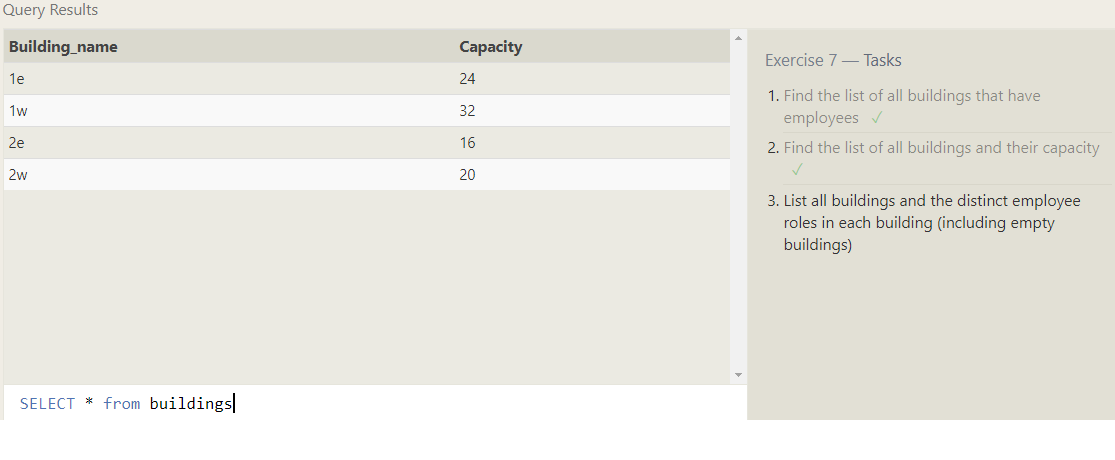 Query Results
Building_name Capacity
1e 24
1w 32
2e 16
2w 20
SELECT * from buildings
Exercise 7 — Tasks
1. Find the list of all buildings that have
employees ✓
2. Find the list of all buildings and their capacity
✓
3. List all buildings and the distinct employee
roles in each building (including empty
buildings)